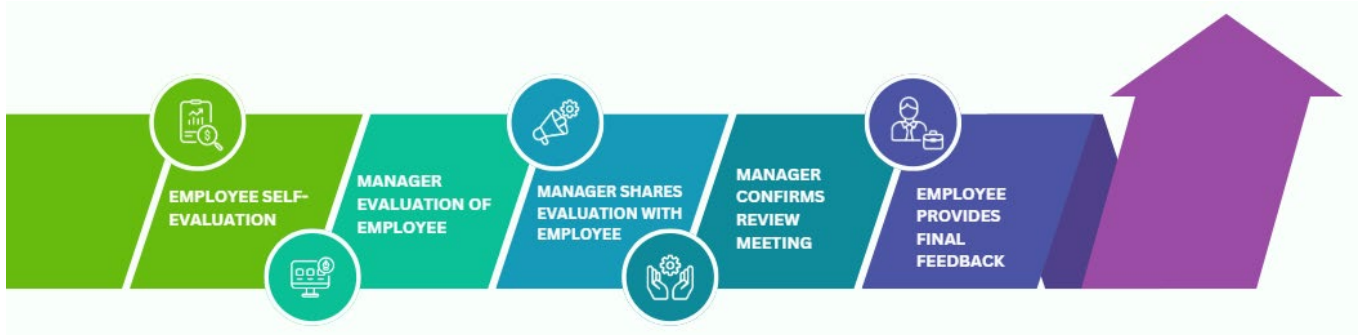 EMPLOYEE SELF-
EVALUATION
MANAGER
EVALUATION OF
EMPLOYEE
MANAGER SHARES
EVALUATION WITH
EMPLOYEE
MANAGER
CONFIRMS
REVIEW
MEETING
EMPLOYEE
PROVIDES
FINAL
FEEDBACK